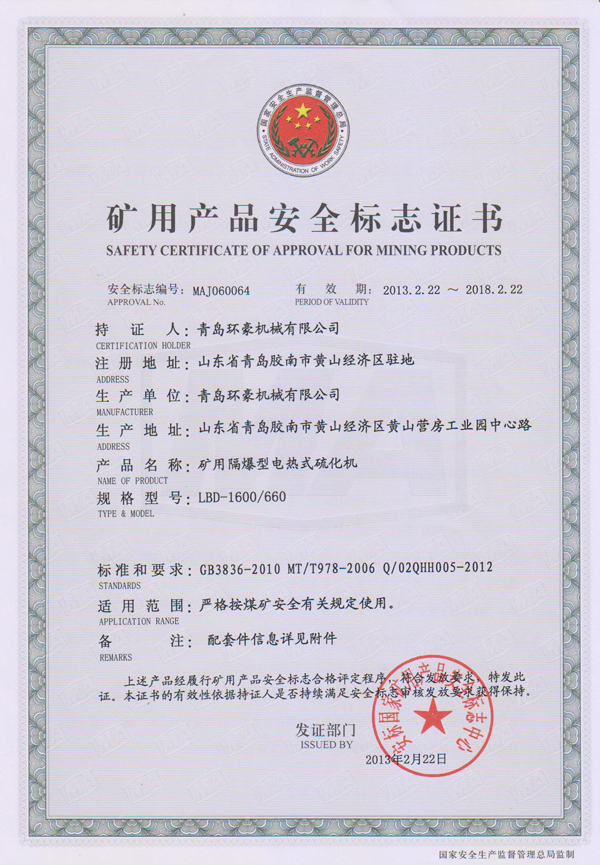 国家安全生产监督管理总局
STATE ADMINISTRATION OF WORK SAFETY
矿用产品安全标志证书
SAFETY CERTIFICATE OF APPROVAL FOR MINING PRODUCTS
安全标志编号： MAJ060064 有 效 期： 2013.2.22 ～ 2018.2.22
APPROVAL No. PERIOD OF VALIDITY
持 证 人：青岛环豪机械有限公司
CERTIFICATION HOLDER
注 册 地 址：山东省青岛胶南市黄山经济区驻地
ADDRESS
生 产 单 位：青岛环豪机械有限公司
MANUFACTURER
生 产 地 址：山东省青岛胶南市黄山经济区黄山营房工业园中心路
ADDRESS
产 品 名 称：矿用隔爆型电热式硫化机
NAME OF PRODUCT
规 格 型 号：LBD-1600/660
TYPE & MODEL
标准和要求：GB3836-2010 MT/T978-2006 Q/02QHH005-2012
STANDARDS
适 用 范 围：严格按煤矿安全有关规定使用。
APPLICATION RANGE
备 注： 配套件信息详见附件
REMARKS
上述产品经履行矿用产品安全标志合格评定程序，符合发放要求，特发此
证。本证书的有效性依据持证人是否持续满足安全标志审核发放要求获得保持。
发证部门
ISSUED BY
安标国家矿用产品安全标志中心
2013年2月22日
国家安全生产监督管理总局监制